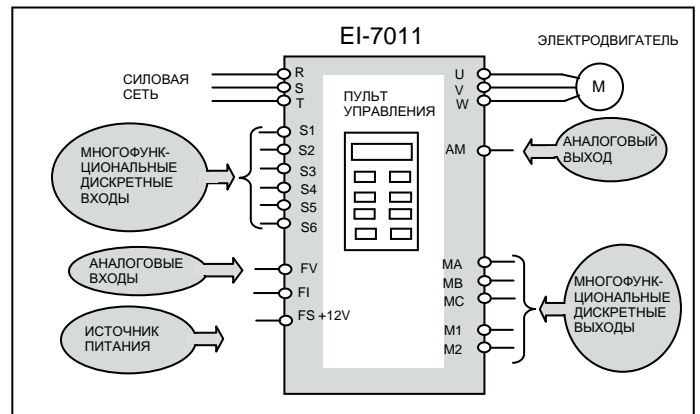 EI-7011
ЭЛЕКТРОДВИГАТЕЛЬ
СИЛОВАЯ
СЕТЬ
R
S
T
ПУЛЬТ
УПРАВЛЕНИЯ
U
V
W
M
МНОГОФУНК-
ЦИОНАЛЬНЫЕ
ДИСКРЕТНЫЕ
ВХОДЫ
S1
S2
S3
S4
S5
S6
AM
АНАЛОГОВЫЙ
ВЫХОД
АНАЛОГОВЫЕ
ВХОДЫ
FV
FI
ИСТОЧНИК
ПИТАНИЯ
FS +12V
MA
MB
MC
M1
M2
МНОГОФУНК-
ЦИОНАЛЬНЫЕ
ДИСКРЕТНЫЕ
ВЫХОДЫ